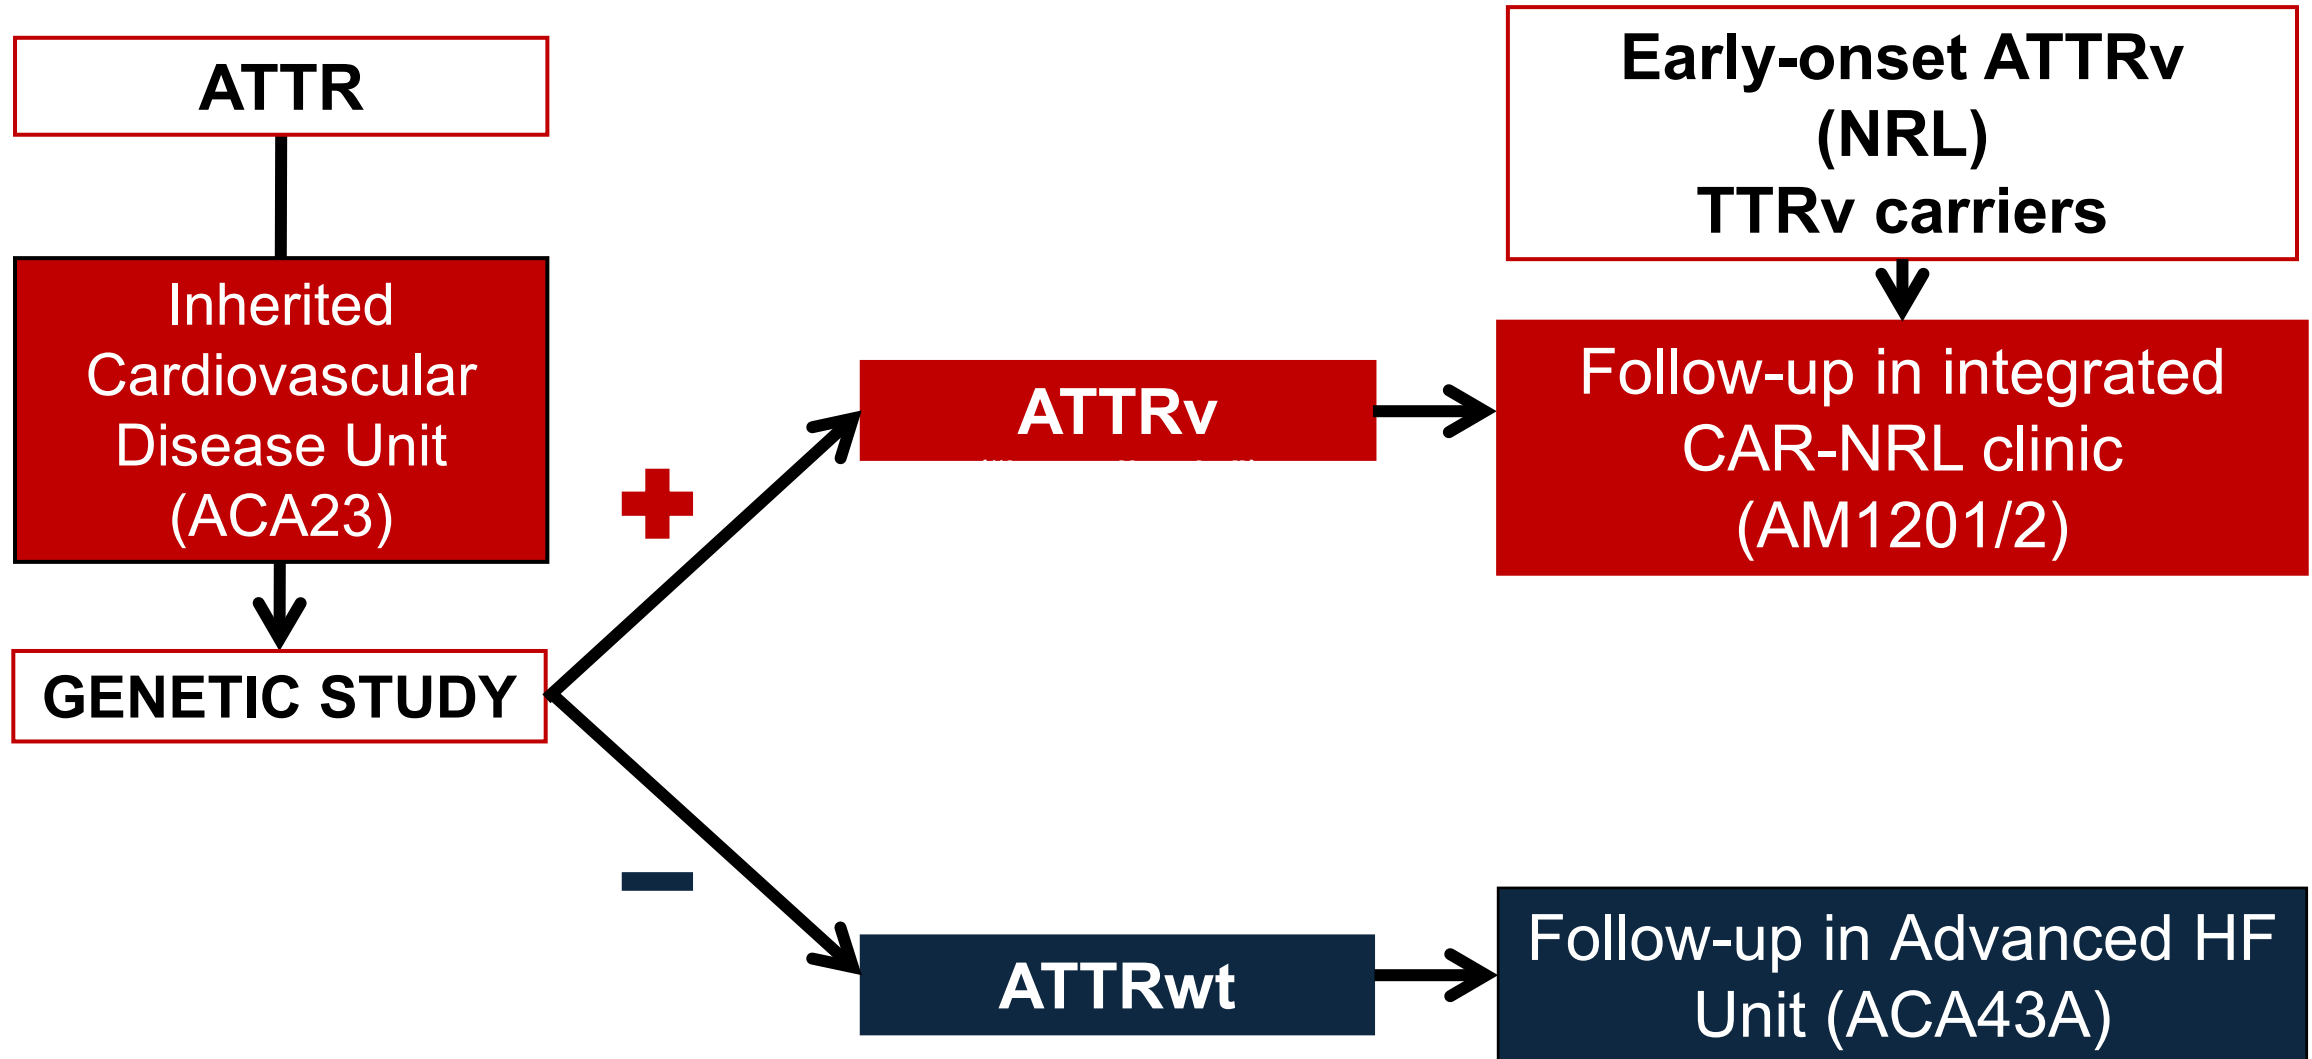 ATTR
Inherited
Cardiovascular
Disease Unit
(ACA23)
GENETIC STUDY
ATTRv
ATTRwt
Early-onset ATTRv
(NRL)
TTRv carriers
Follow-up in integrated
CAR-NRL clinic
(AM1201/2)
Follow-up in Advanced HF
Unit (ACA43A)